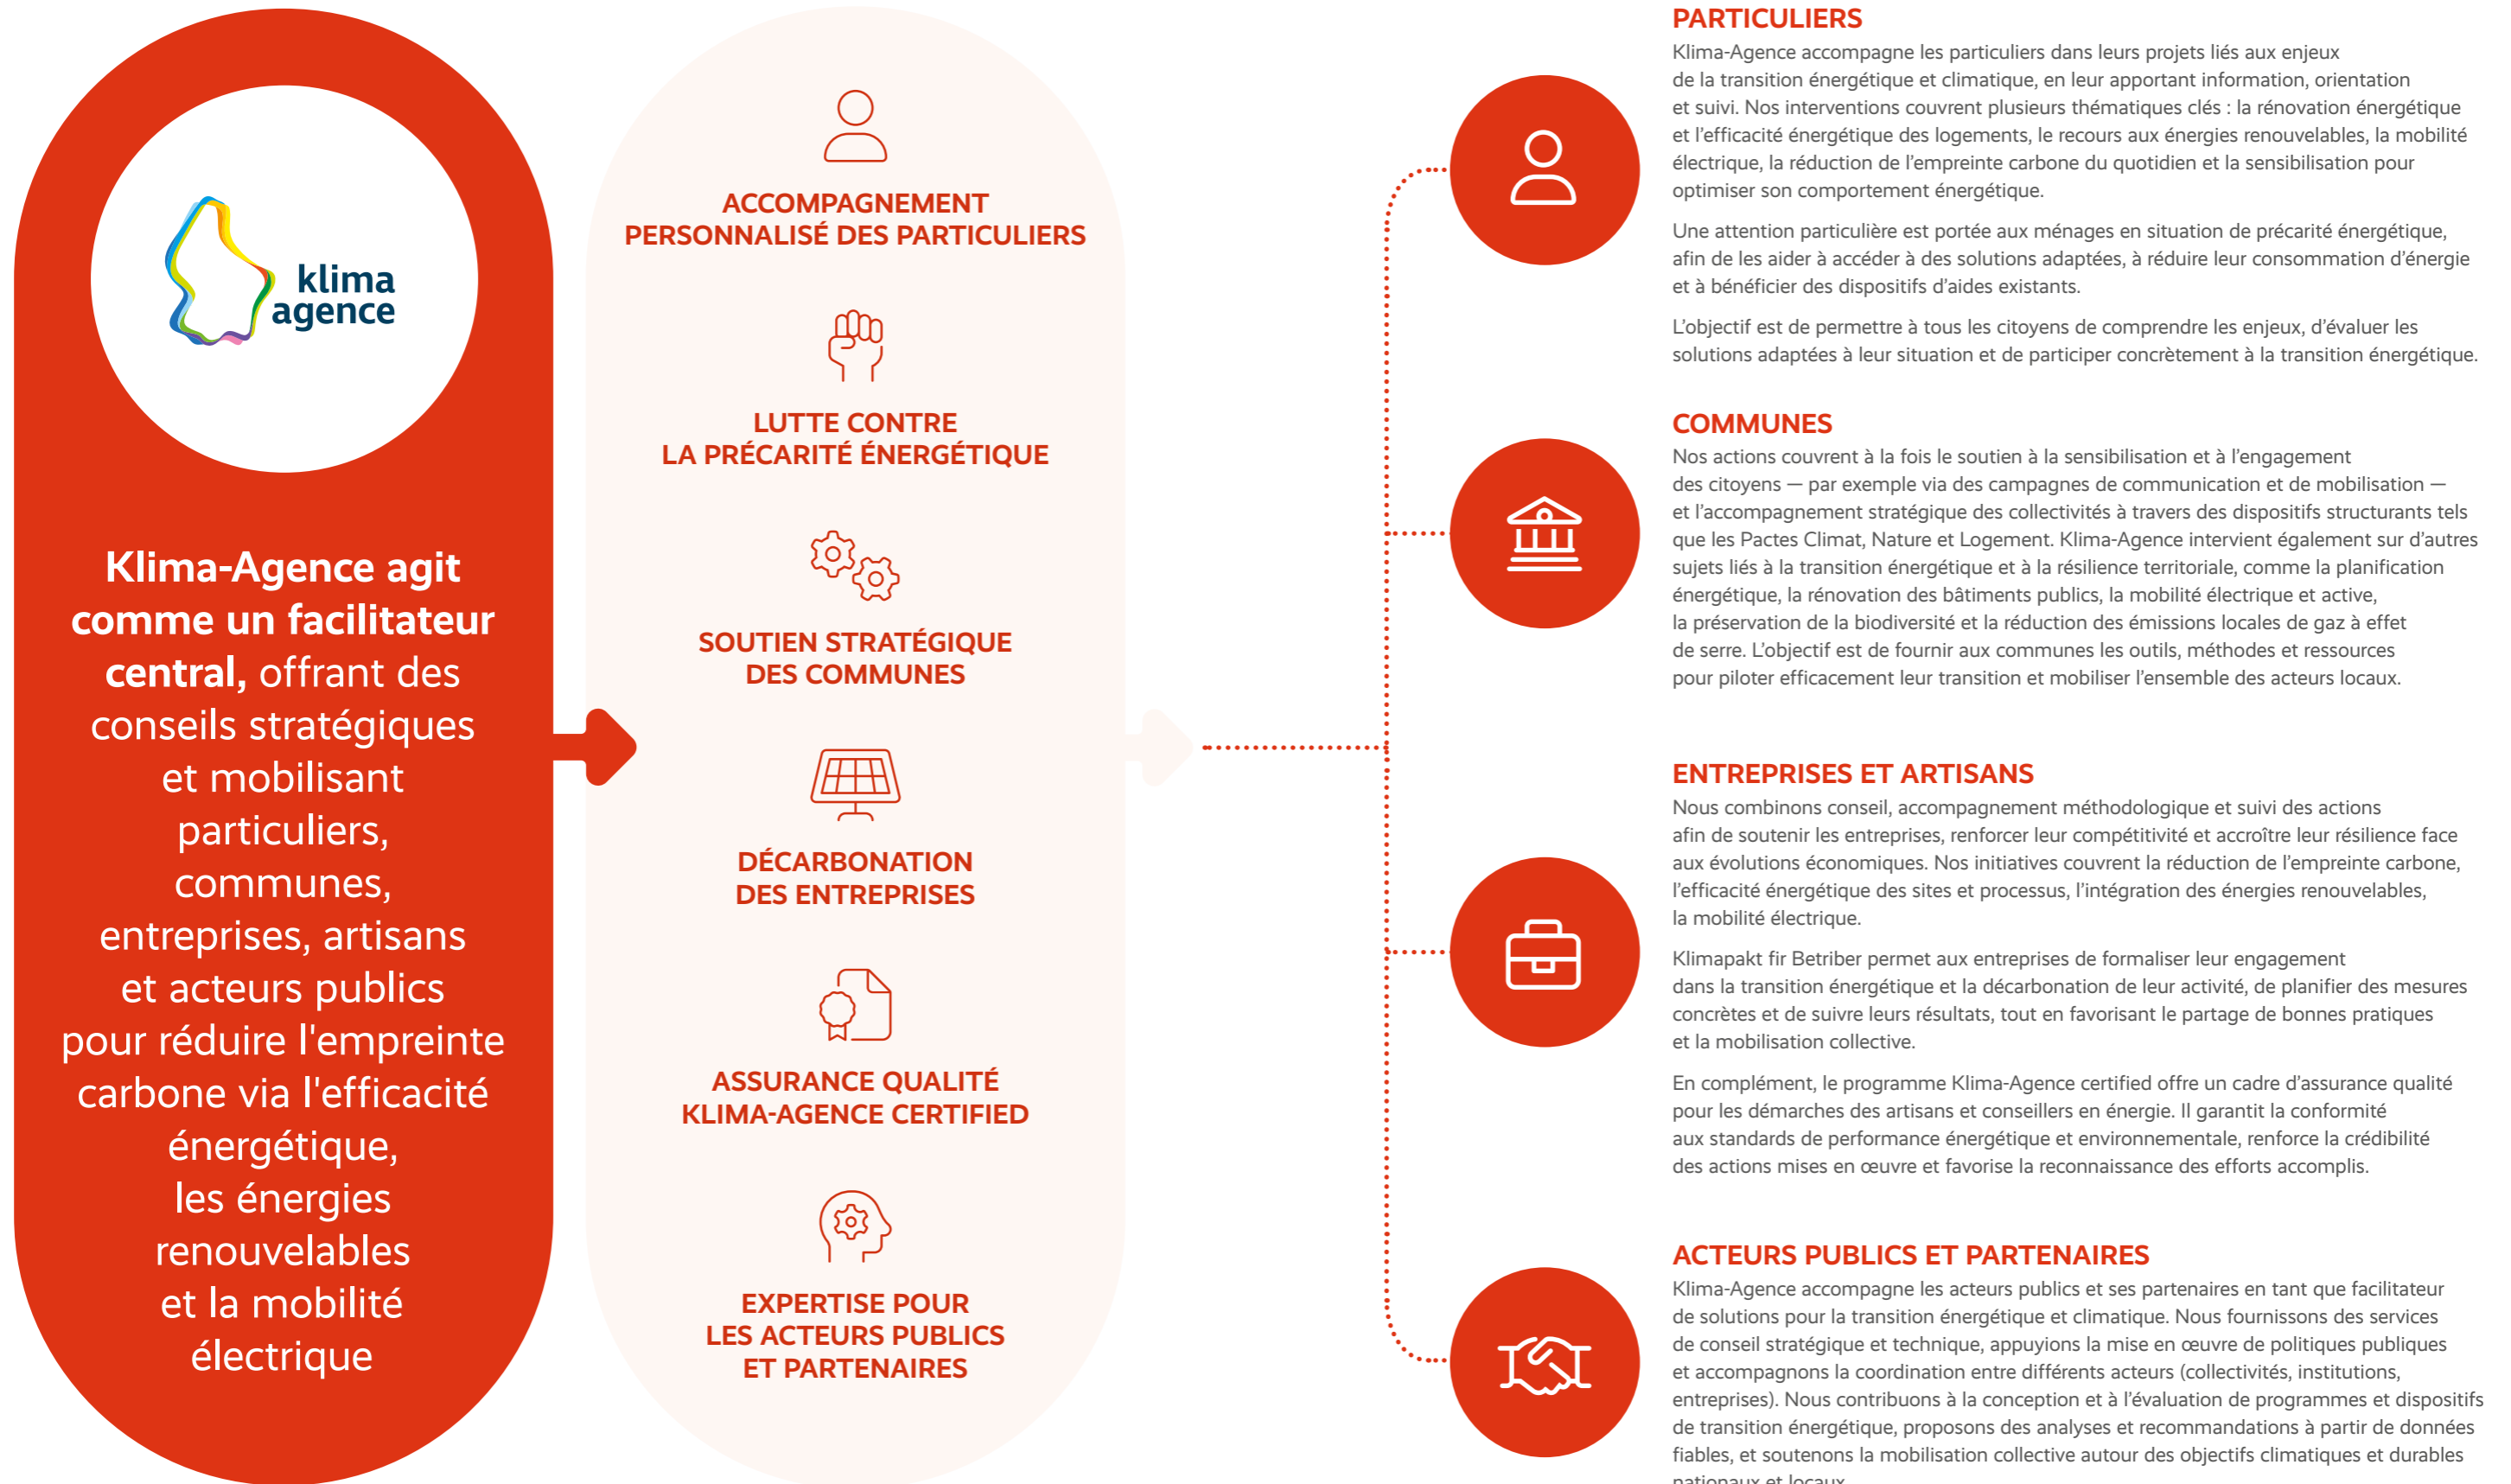 klima
agence
Klima-Agence agit
comme un facilitateur
central, offrant des
conseils stratégiques
et mobilisant
particuliers,
communes,
entreprises, artisans
et acteurs publics
pour réduire l'empreinte
carbone via l'efficacité
énergétique,
les énergies
renouvelables
et la mobilité
électrique
ACCOMPAGNEMENT
PERSONNALISÉ DES PARTICULIERS
LUTTE CONTRE
LA PRÉCARITÉ ÉNERGÉTIQUE
SOUTIEN STRATÉGIQUE
DES COMMUNES
DÉCARBONATION
DES ENTREPRISES
ASSURANCE QUALITÉ
KLIMA-AGENCE CERTIFIED
EXPERTISE POUR
LES ACTEURS PUBLICS
ET PARTENAIRES
PARTICULIERS
Klima-Agence accompagne les particuliers dans leurs projets liés aux enjeux
de la transition énergétique et climatique, en leur apportant information, orientation
et suivi. Nos interventions couvrent plusieurs thématiques clés : la rénovation énergétique
et l'efficacité énergétique des logements, le recours aux énergies renouvelables, la mobilité
électrique, la réduction de l'empreinte carbone du quotidien et la sensibilisation pour
optimiser son comportement énergétique.
Une attention particulière est portée aux ménages en situation de précarité énergétique,
afin de les aider à accéder à des solutions adaptées, à réduire leur consommation d'énergie
et à bénéficier des dispositifs d'aides existants.
L'objectif est de permettre à tous les citoyens de comprendre les enjeux, d'évaluer les
solutions adaptées à leur situation et de participer concrètement à la transition énergétique.
COMMUNES
Nos actions couvrent à la fois le soutien à la sensibilisation et à l'engagement
des citoyens — par exemple via des campagnes de communication et de mobilisation —
et l'accompagnement stratégique des collectivités à travers des dispositifs structurants tels
que les Pactes Climat, Nature et Logement. Klima-Agence intervient également sur d'autres
sujets liés à la transition énergétique et à la résilience territoriale, comme la planification
énergétique, la rénovation des bâtiments publics, la mobilité électrique et active,
la préservation de la biodiversité et la réduction des émissions locales de gaz à effet
de serre. L'objectif est de fournir aux communes les outils, méthodes et ressources
pour piloter efficacement leur transition et mobiliser l'ensemble des acteurs locaux.
ENTREPRISES ET ARTISANS
Nous combinons conseil, accompagnement méthodologique et suivi des actions
afin de soutenir les entreprises, renforcer leur compétitivité et accroître leur résilience face
aux évolutions économiques. Nos initiatives couvrent la réduction de l'empreinte carbone,
l'efficacité énergétique des sites et processus, l'intégration des énergies renouvelables,
la mobilité électrique.
Klimapakt fir Betriber permet aux entreprises de formaliser leur engagement
dans la transition énergétique et la décarbonation de leur activité, de planifier des mesures
concrètes et de suivre leurs résultats, tout en favorisant le partage de bonnes pratiques
et la mobilisation collective.
En complément, le programme Klima-Agence certified offre un cadre d'assurance qualité
pour les démarches des artisans et conseillers en énergie. Il garantit la conformité
aux standards de performance énergétique et environnementale, renforce la crédibilité
des actions mises en œuvre et favorise la reconnaissance des efforts accomplis.
ACTEURS PUBLICS ET PARTENAIRES
Klima-Agence accompagne les acteurs publics et ses partenaires en tant que facilitateur
de solutions pour la transition énergétique et climatique. Nous fournissons des services
de conseil stratégique et technique, appuyions la mise en œuvre de politiques publiques
et accompagnons la coordination entre différents acteurs (collectivités, institutions,
entreprises). Nous contribuons à la conception et à l'évaluation de programmes et dispositifs
de transition énergétique, proposons des analyses et recommandations à partir de données
fiables, et soutenons la mobilisation collective autour des objectifs climatiques et durables
nationaux et locaux.